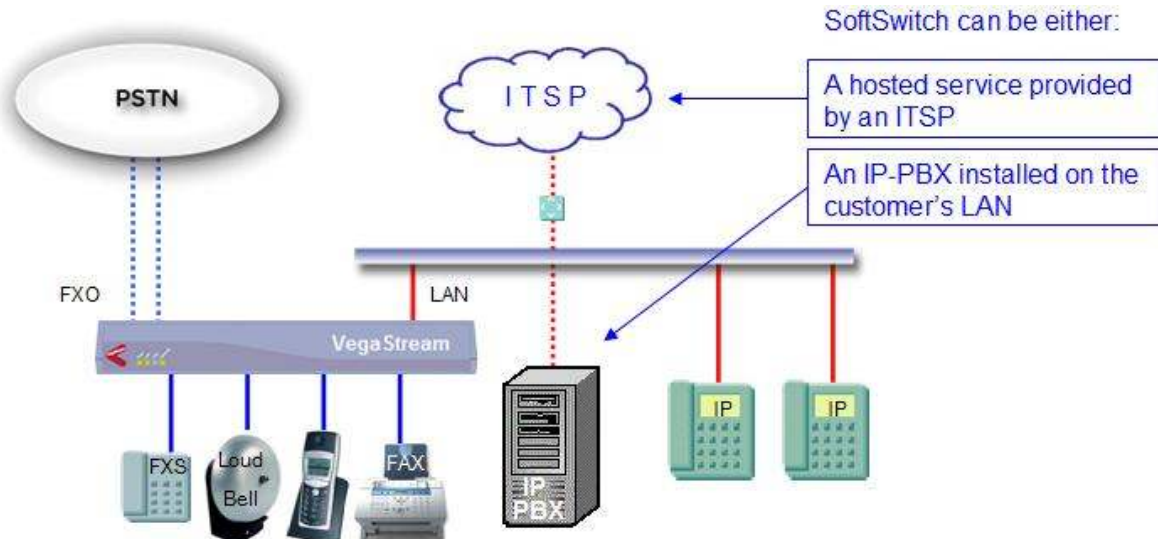 SoftSwitch can be either:
PSTN
I T S P
A hosted service provided
by an ITSP
An IP-PBX installed on the
customer's LAN
FXO
LAN
VegaStream
IP
IP
FXS
Loud
Bell
FAX
IP
PBX